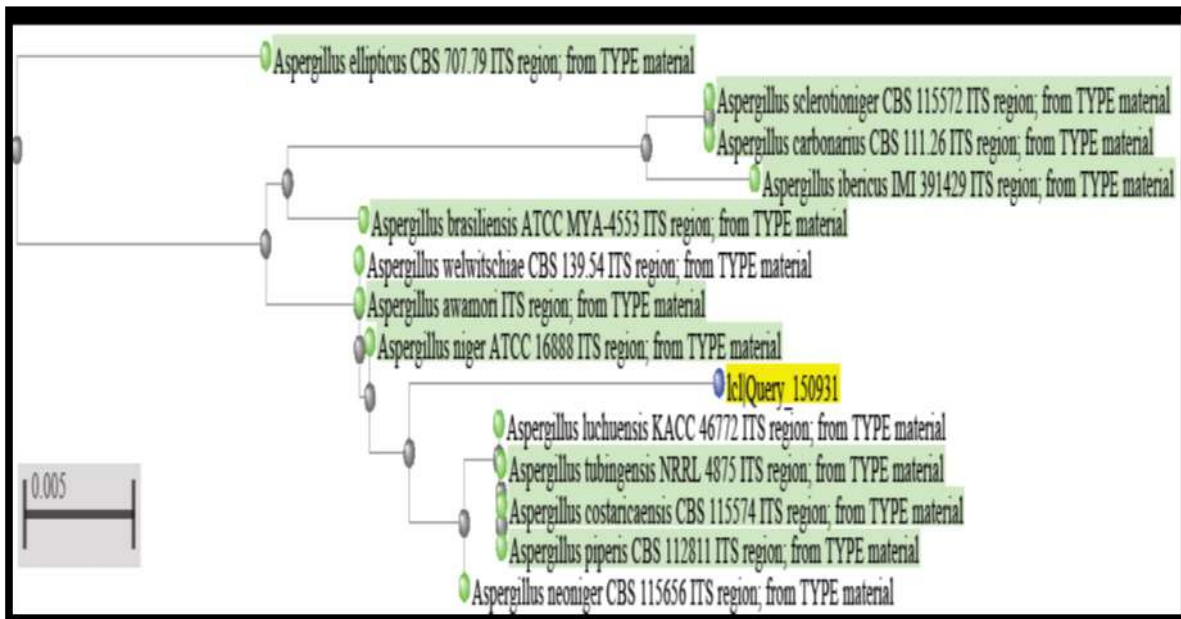 Aspergillus ellipticus CBS 707.79 ITS region; from TYPE material
Aspergillus sclerotioniger CBS 115572 ITS region; from TYPE material
Aspergillus carbonarius CBS 111.26 ITS region; from TYPE material
Aspergillus ibericus IMI 391429 ITS region; from TYPE material
Aspergillus brasiliensis ATCC MYA-4553 ITS region; from TYPE material
Aspergillus welwitschiae CBS 139.54 ITS region; from TYPE material
Aspergillus awamori ITS region; from TYPE material
Aspergillus niger ATCC 16888 ITS region; from TYPE material
lcl|Query_150931
Aspergillus luchuensis KACC 46772 ITS region; from TYPE material
Aspergillus tubingensis NRRL 4875 ITS region; from TYPE material
0.005
Aspergillus costaricaensis CBS 115574 ITS region; from TYPE material
Aspergillus piperis CBS 112811 ITS region; from TYPE material
Aspergillus neoniger CBS 115656 ITS region; from TYPE material